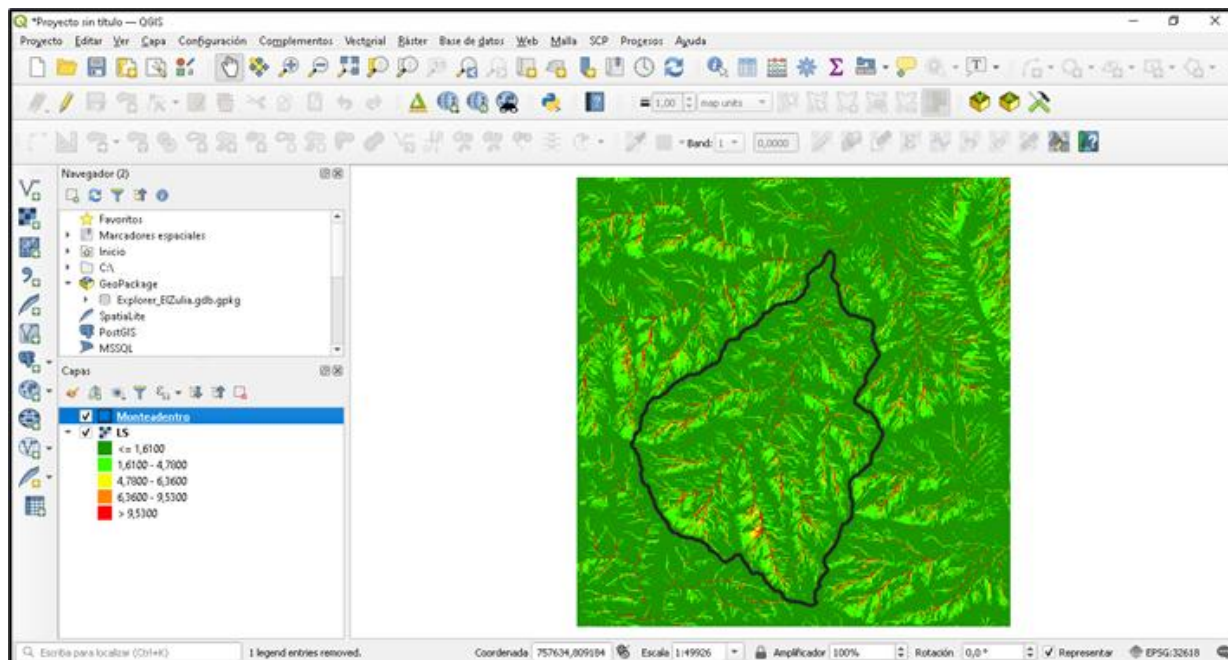 *Proyecto sin título — QGIS
Proyecto Editar Ver Capa Configuración Complementos Vectorial Ráster Base de datos Web Malla SCP Procesos Ayuda
1,00 map units
Band: 1 0,0000
Navegador (2)
Favoritos
Marcadores espaciales
Inicio
C:\
GeoPackage
Explorer_ElZulia.gdb.gpkg
SpatiaLite
PostGIS
MSSQL
Capas
Monteadentro
LS
<= 1,6100
1,6100 - 4,7800
4,7800 - 6,3600
6,3600 - 9,5300
> 9,5300
Escriba para localizar (Ctrl+K) 1 legend entries removed. Coordenada 757634,809184 Escala 1:49926 Amplificador 100% Rotación 0,0 ° Representar EPSG:32618